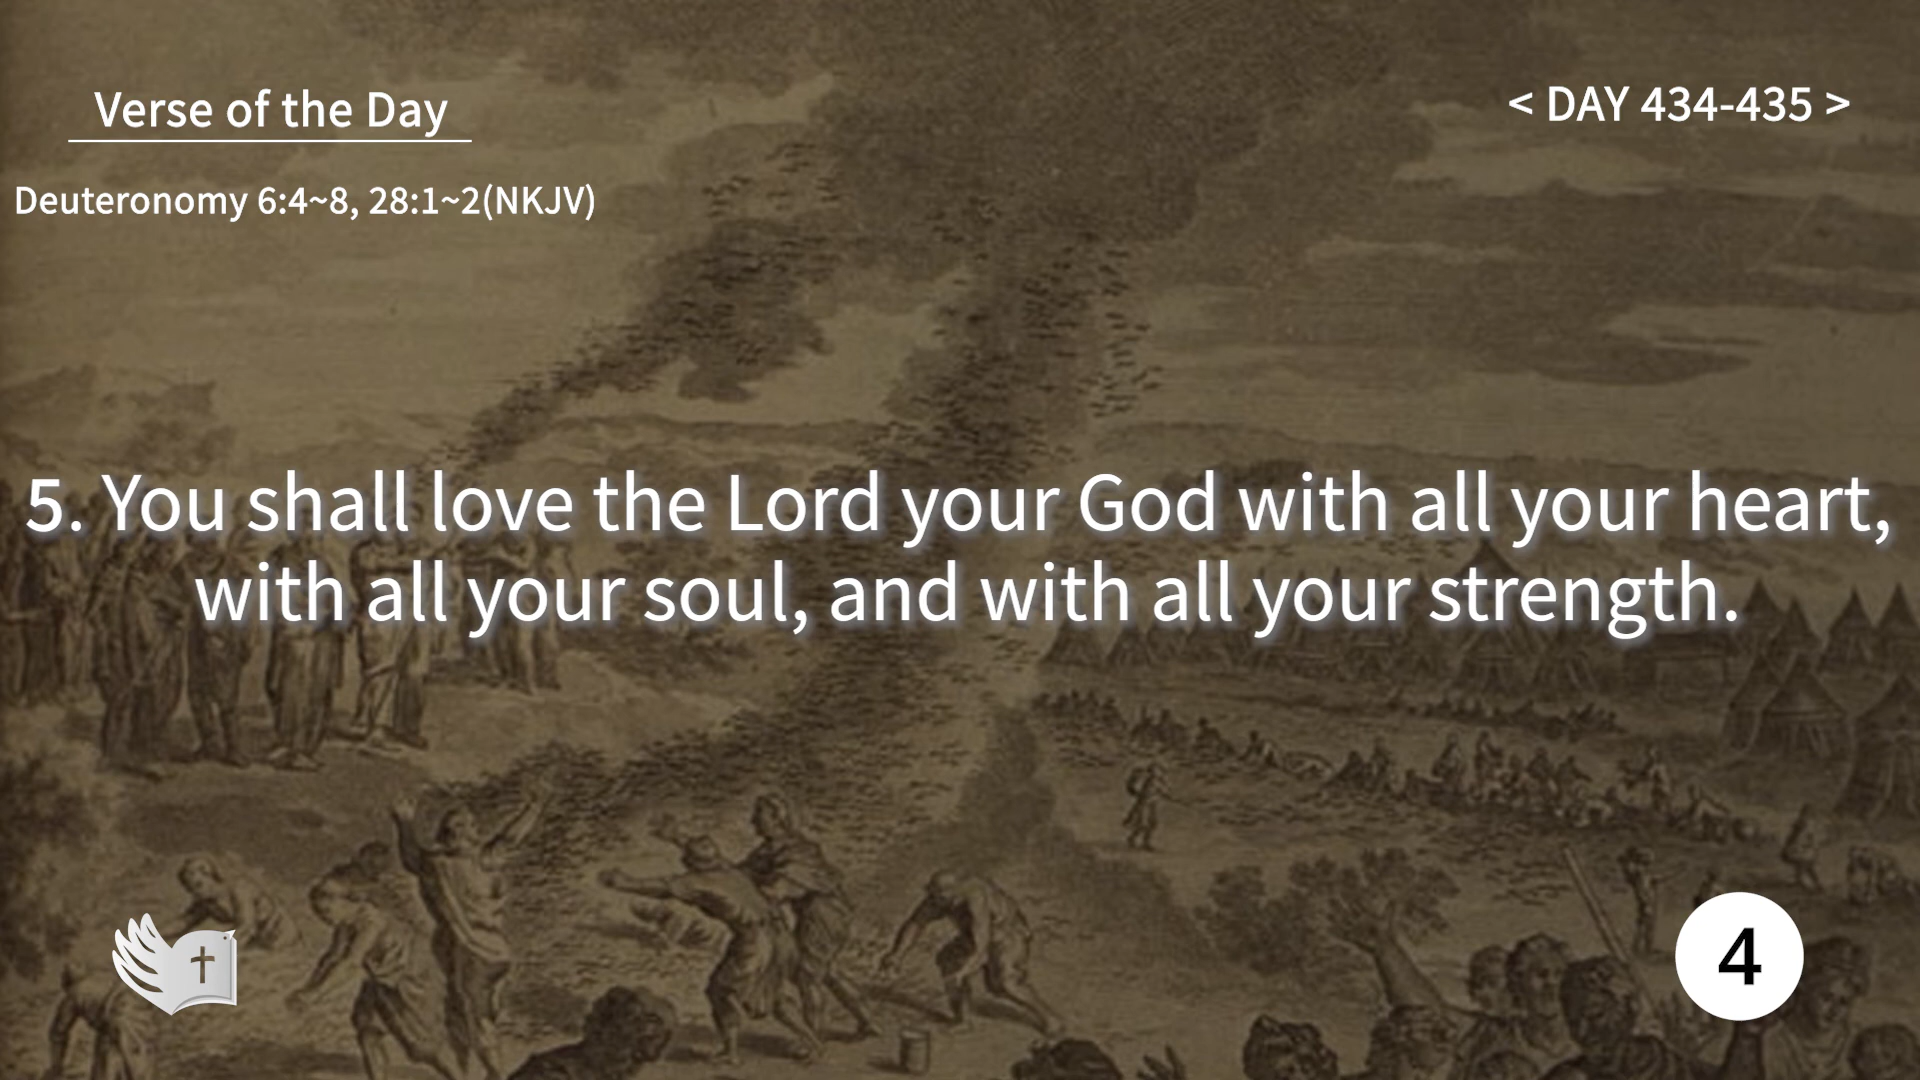 Verse of the Day
< DAY 434-435 >
Deuteronomy 6:4~8, 28:1~2(NKJV)
5. You shall love the Lord your God with all your heart,
with all your soul, and with all your strength.
4